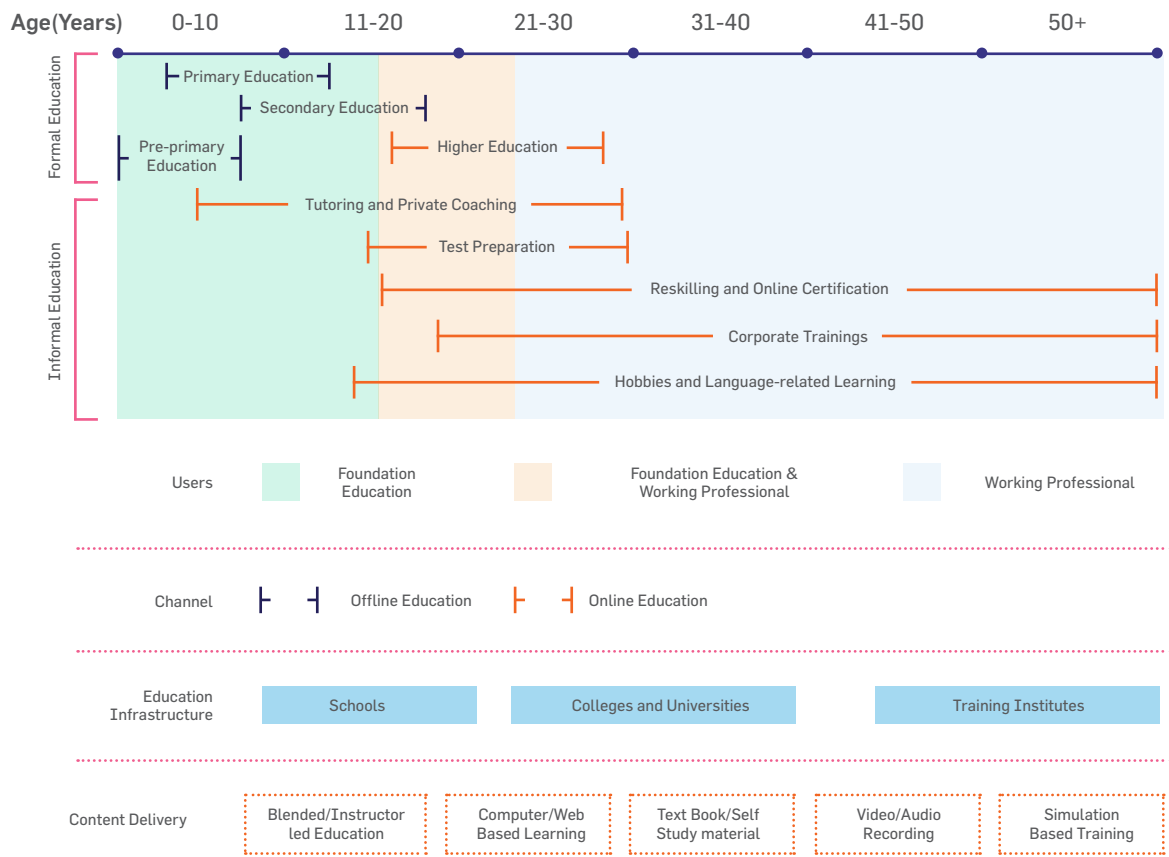 Age(Years) 0-10 11-20 21-30 31-40 41-50 50+
Formal Education
Primary Education
Secondary Education
Pre-primary
Education
Higher Education
Informal Education
Tutoring and Private Coaching
Test Preparation
Reskilling and Online Certification
Corporate Trainings
Hobbies and Language-related Learning
Users
Foundation
Education
Foundation Education &
Working Professional
Working Professional
Channel
Offline Education
Online Education
Education
Infrastructure
Schools
Colleges and Universities
Training Institutes
Content Delivery
Blended/Instructor
led Education
Computer/Web
Based Learning
Text Book/Self
Study material
Video/Audio
Recording
Simulation
Based Training